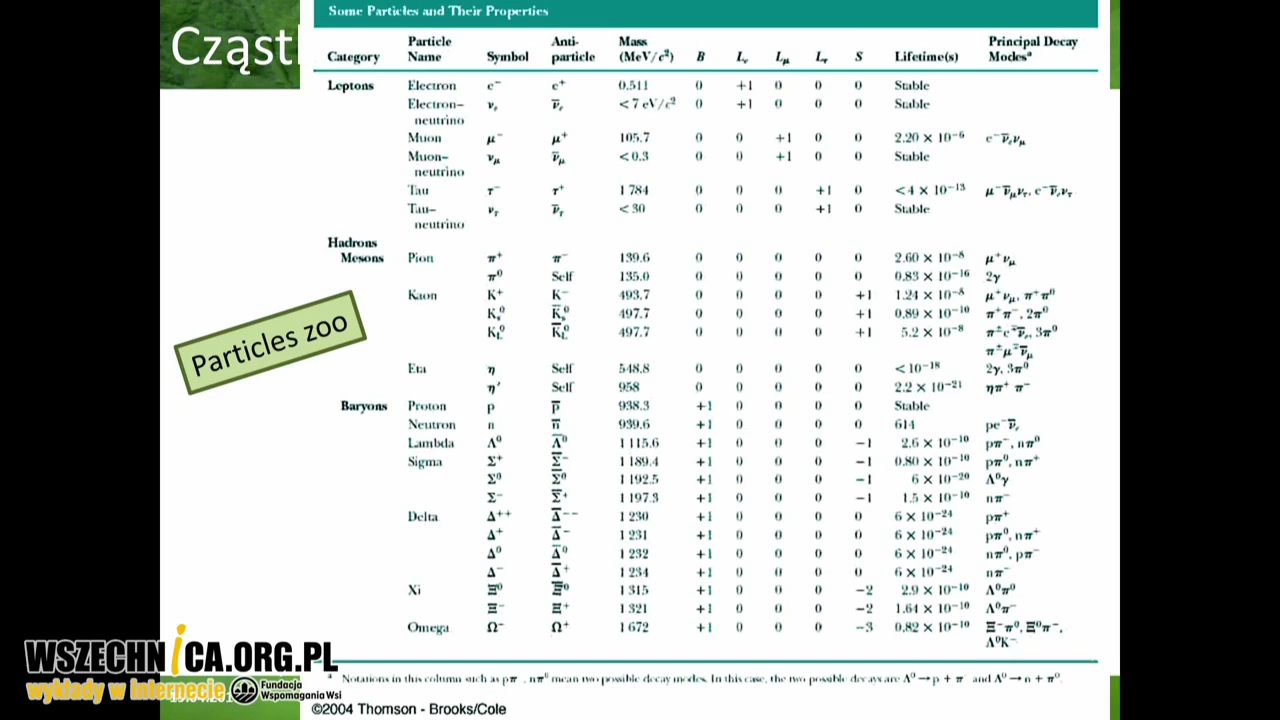 Some Particles and Their Properties
Cząst
Category Particle Name Symbol Anti-particle Mass (MeV/c²) B Lₑ L_μ L_τ S Lifetime(s) Principal Decay Modesᵃ
Leptons Electron e⁻ e⁺ 0.511 0 +1 0 0 0 Stable
Electron–neutrino νₑ ν̅ₑ <7 eV/c² 0 +1 0 0 0 Stable
Muon μ⁻ μ⁺ 105.7 0 0 +1 0 0 2.20 × 10⁻⁶ e⁻ν̅ₑν_μ
Muon–neutrino ν_μ ν̅_μ <0.3 0 0 +1 0 0 Stable
Tau τ⁻ τ⁺ 1 784 0 0 0 +1 0 <4 × 10⁻¹³ μ⁻ν̅_μν_τ, e⁻ν̅ₑν_τ
Tau–neutrino ν_τ ν̅_τ <30 0 0 0 +1 0 Stable
Hadrons
Mesons Pion π⁺ π⁻ 139.6 0 0 0 0 0 2.60 × 10⁻⁸ μ⁺ν_μ
π⁰ Self 135.0 0 0 0 0 0 0.83 × 10⁻¹⁶ 2γ
Kaon K⁺ K⁻ 493.7 0 0 0 0 +1 1.24 × 10⁻⁸ μ⁺ν_μ, π⁺π⁰
K_s⁰ K̅_s⁰ 497.7 0 0 0 0 +1 0.89 × 10⁻¹⁰ π⁺π⁻, 2π⁰
K_L⁰ K̅_L⁰ 497.7 0 0 0 0 +1 5.2 × 10⁻⁸ π±e∓ν̅ₑ, 3π⁰
π±μ∓ν̅_μ
Particles zoo
Eta η Self 548.8 0 0 0 0 0 <10⁻¹⁸ 2γ, 3π⁰
η′ Self 958 0 0 0 0 0 2.2 × 10⁻²¹ ηπ⁺π⁻
Baryons Proton p p̅ 938.3 +1 0 0 0 0 Stable
Neutron n n̅ 939.6 +1 0 0 0 0 614 pe⁻ν̅ₑ
Lambda Λ⁰ Λ̅⁰ 1 115.6 +1 0 0 0 −1 2.6 × 10⁻¹⁰ pπ⁻, nπ⁰
Sigma Σ⁺ Σ̅⁻ 1 189.4 +1 0 0 0 −1 0.80 × 10⁻¹⁰ pπ⁰, nπ⁺
Σ⁰ Σ̅⁰ 1 192.5 +1 0 0 0 −1 6 × 10⁻²⁰ Λ⁰γ
Σ⁻ Σ̅⁺ 1 197.3 +1 0 0 0 −1 1.5 × 10⁻¹⁰ nπ⁻
Delta Δ⁺⁺ Δ̅⁻⁻ 1 230 +1 0 0 0 0 6 × 10⁻²⁴ pπ⁺
Δ⁺ Δ̅⁻ 1 231 +1 0 0 0 0 6 × 10⁻²⁴ pπ⁰, nπ⁺
Δ⁰ Δ̅⁰ 1 232 +1 0 0 0 0 6 × 10⁻²⁴ nπ⁰, pπ⁻
Δ⁻ Δ̅⁺ 1 234 +1 0 0 0 0 6 × 10⁻²⁴ nπ⁻
Xi Ξ⁰ Ξ̅⁰ 1 315 +1 0 0 0 −2 2.9 × 10⁻¹⁰ Λ⁰π⁰
Ξ⁻ Ξ⁺ 1 321 +1 0 0 0 −2 1.64 × 10⁻¹⁰ Λ⁰π⁻
Omega Ω⁻ Ω⁺ 1 672 +1 0 0 0 −3 0.82 × 10⁻¹⁰ Ξ⁻π⁰, Ξ⁰π⁻,
Λ⁰K⁻
WSZECHNICA.ORG.PL
wykłady w internecie Fundacja Wspomagania Wsi
ᵃ Notations in this column such as pπ⁻, nπ⁰ mean two possible decay modes. In this case, the two possible decays are Λ⁰ → p + π⁻ and Λ⁰ → n + π⁰.
©2004 Thomson - Brooks/Cole